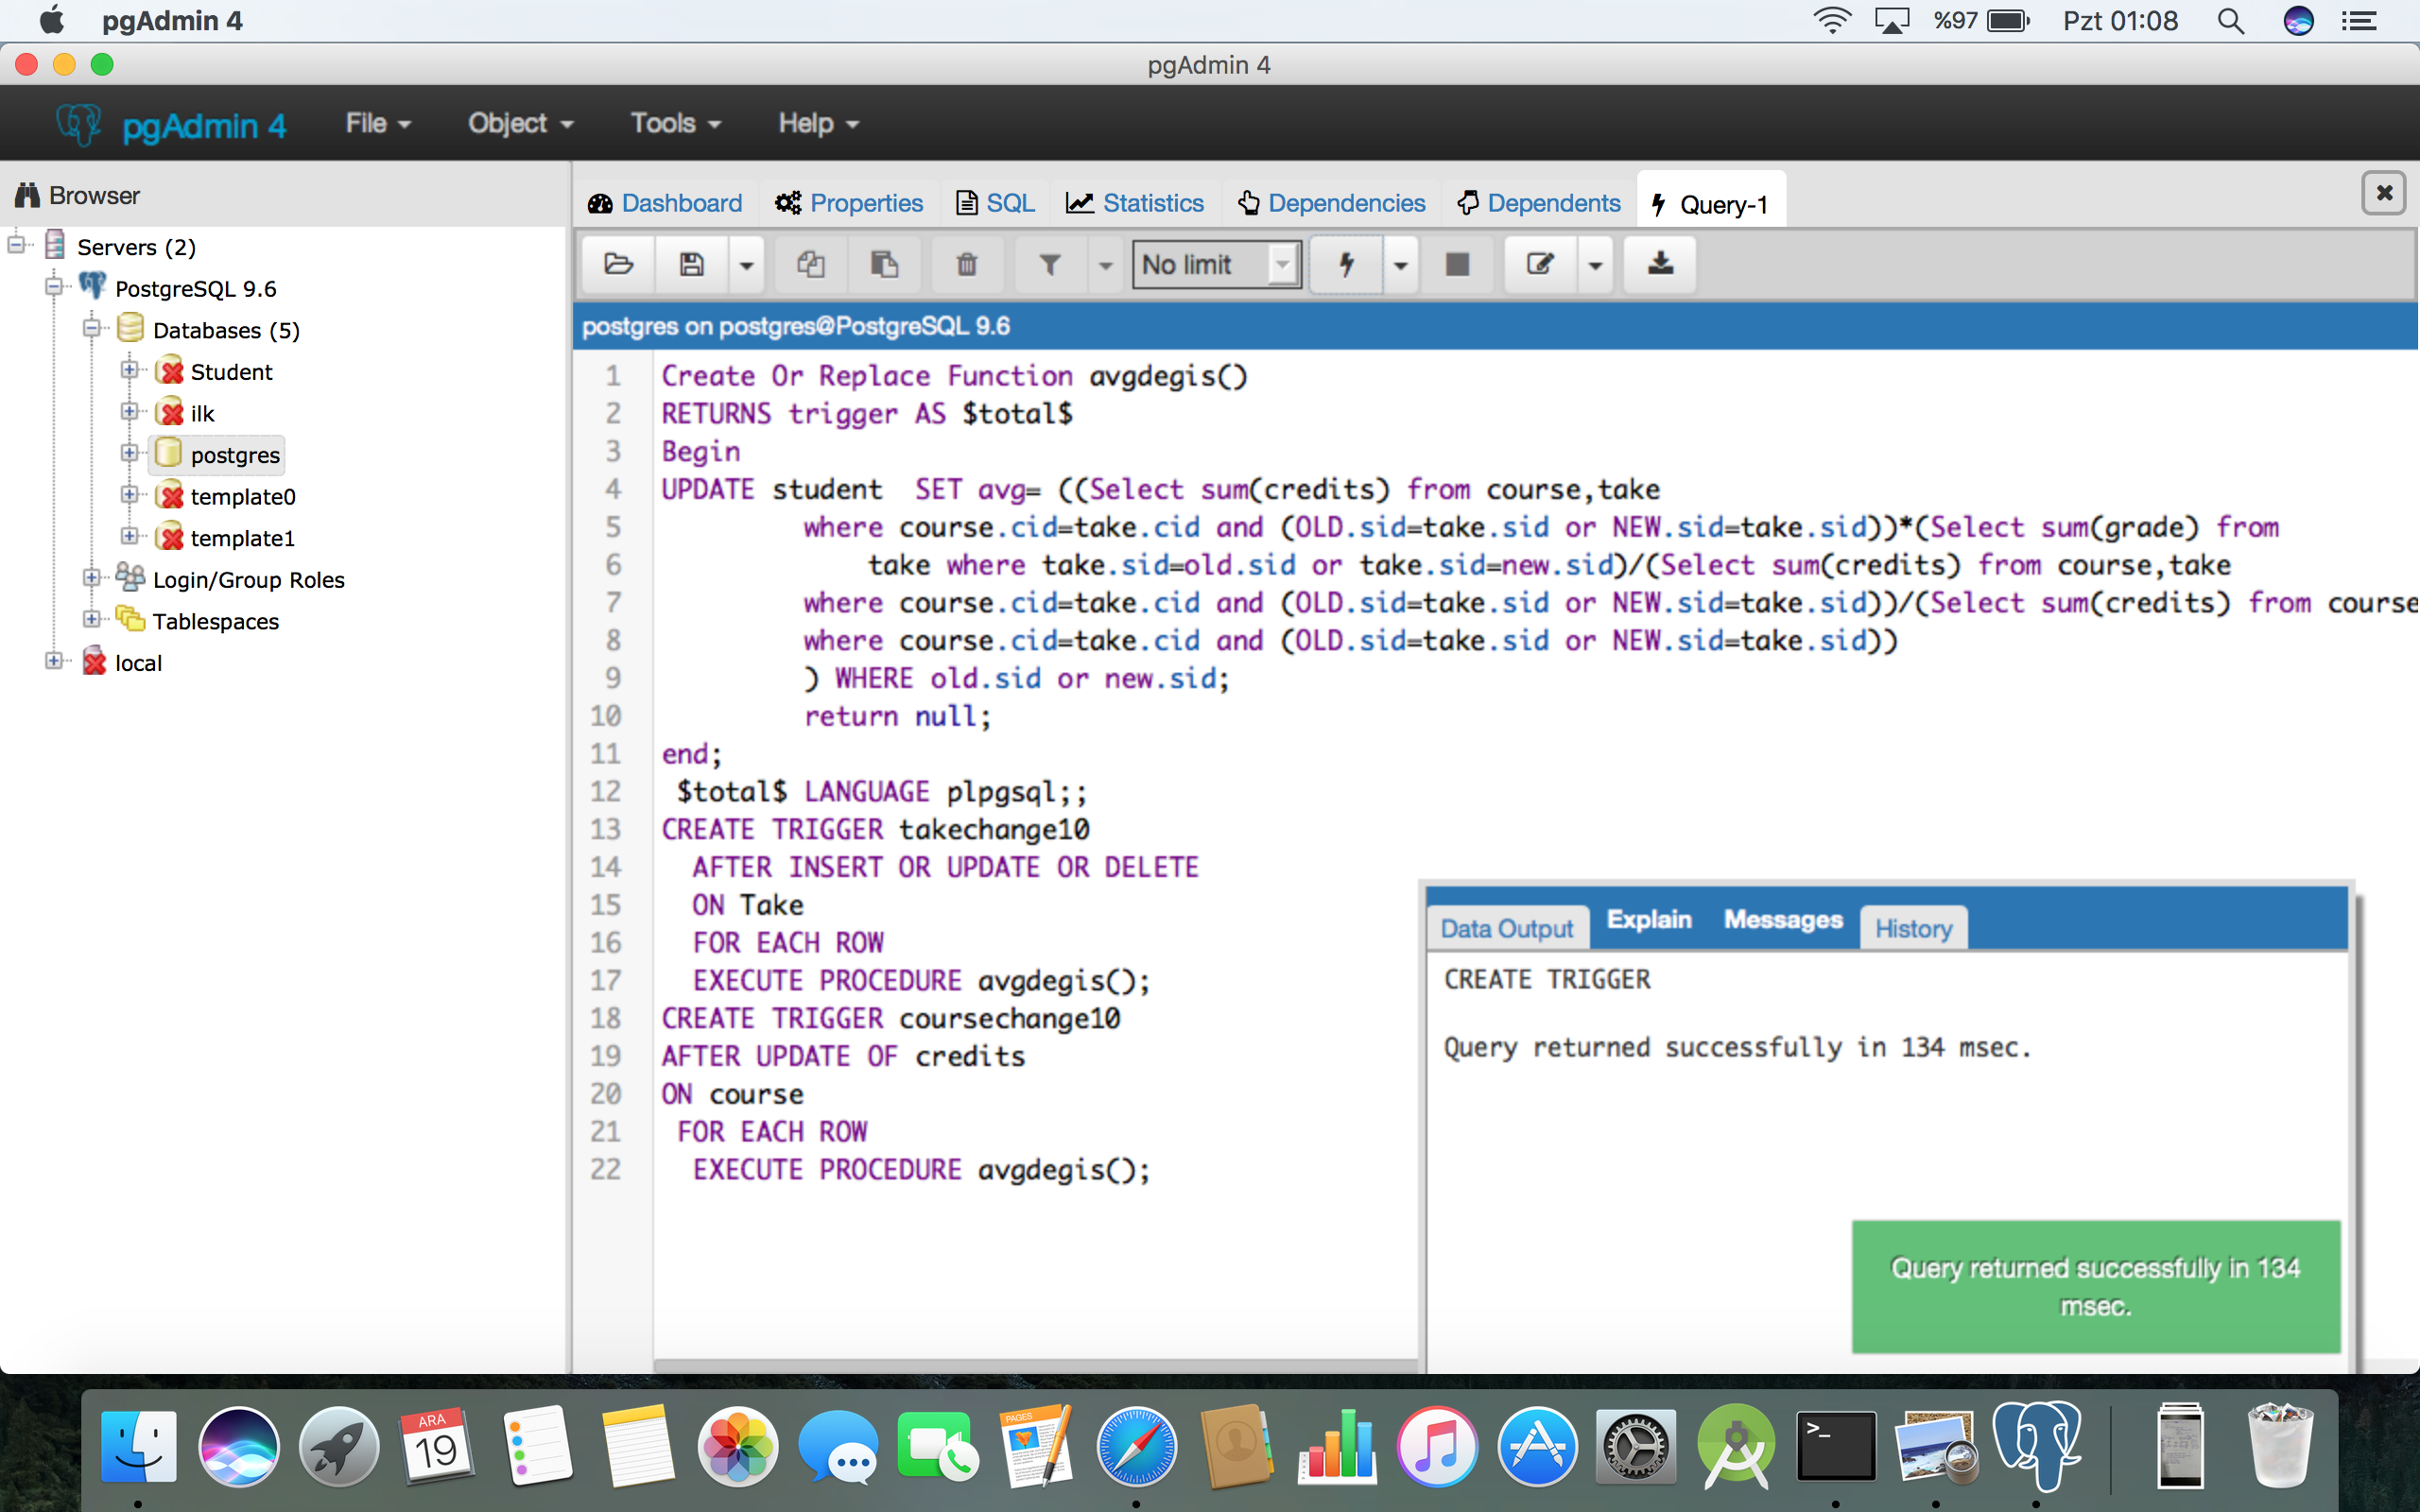 pgAdmin 4
%97
Pzt 01:08
pgAdmin 4
pgAdmin 4
File
Object
Tools
Help
Browser
Dashboard
Properties
SQL
Statistics
Dependencies
Dependents
Query-1
No limit
Servers (2)
PostgreSQL 9.6
Databases (5)
Student
ilk
postgres
template0
template1
Login/Group Roles
Tablespaces
local
postgres on postgres@PostgreSQL 9.6
1 Create Or Replace Function avgdegis()
2 RETURNS trigger AS $total$
3 Begin
4 UPDATE student  SET avg= ((Select sum(credits) from course,take
5 where course.cid=take.cid and (OLD.sid=take.sid or NEW.sid=take.sid))*(Select sum(grade) from
6 take where take.sid=old.sid or take.sid=new.sid)/(Select sum(credits) from course,take
7 where course.cid=take.cid and (OLD.sid=take.sid or NEW.sid=take.sid))/(Select sum(credits) from course
8 where course.cid=take.cid and (OLD.sid=take.sid or NEW.sid=take.sid))
9 ) WHERE old.sid or new.sid;
10 return null;
11 end;
12 $total$ LANGUAGE plpgsql;;
13 CREATE TRIGGER takechange10
14 AFTER INSERT OR UPDATE OR DELETE
15 ON Take
16 FOR EACH ROW
17 EXECUTE PROCEDURE avgdegis();
18 CREATE TRIGGER coursechange10
19 AFTER UPDATE OF credits
20 ON course
21 FOR EACH ROW
22 EXECUTE PROCEDURE avgdegis();
Data Output
Explain
Messages
History
CREATE TRIGGER
Query returned successfully in 134 msec.
Query returned successfully in 134
msec.
ARA
19
PAGES
>_